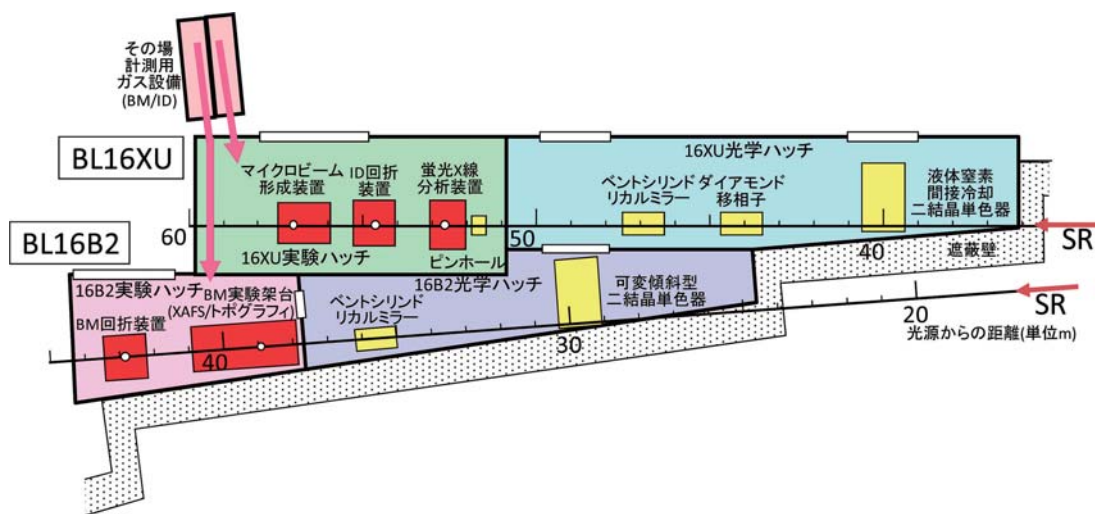 その場
計測用
ガス設備
(BM/ID)
BL16XU
マイクロビーム
形成装置
ID回折
装置
蛍光X線
分析装置
16XU光学ハッチ
ベントシリンド
リカルミラー
ダイアモンド
移相子
液体窒素
間接冷却
二結晶単色器
60
50
40
SR
16XU実験ハッチ
ピンホール
遮蔽壁
BL16B2
16B2実験ハッチ
BM実験架台
(XAFS/トポグラフィ)
BM回折装置
16B2光学ハッチ
ベントシリンド
リカルミラー
可変傾斜型
二結晶単色器
40
30
20
SR
光源からの距離(単位m)